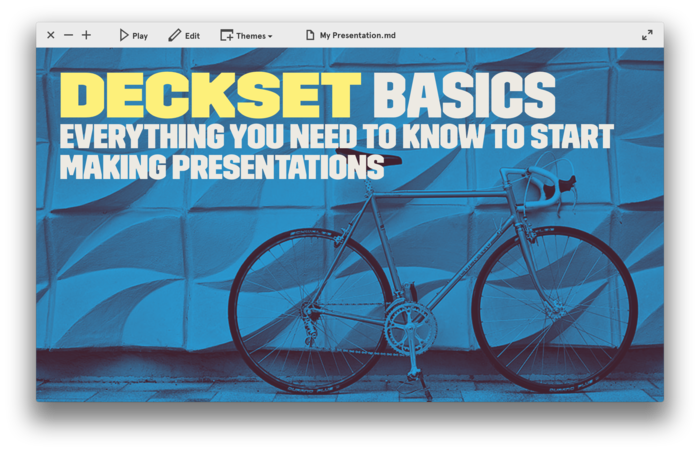 Play Edit Themes My Presentation.md
DECKSET BASICS
EVERYTHING YOU NEED TO KNOW TO START
MAKING PRESENTATIONS